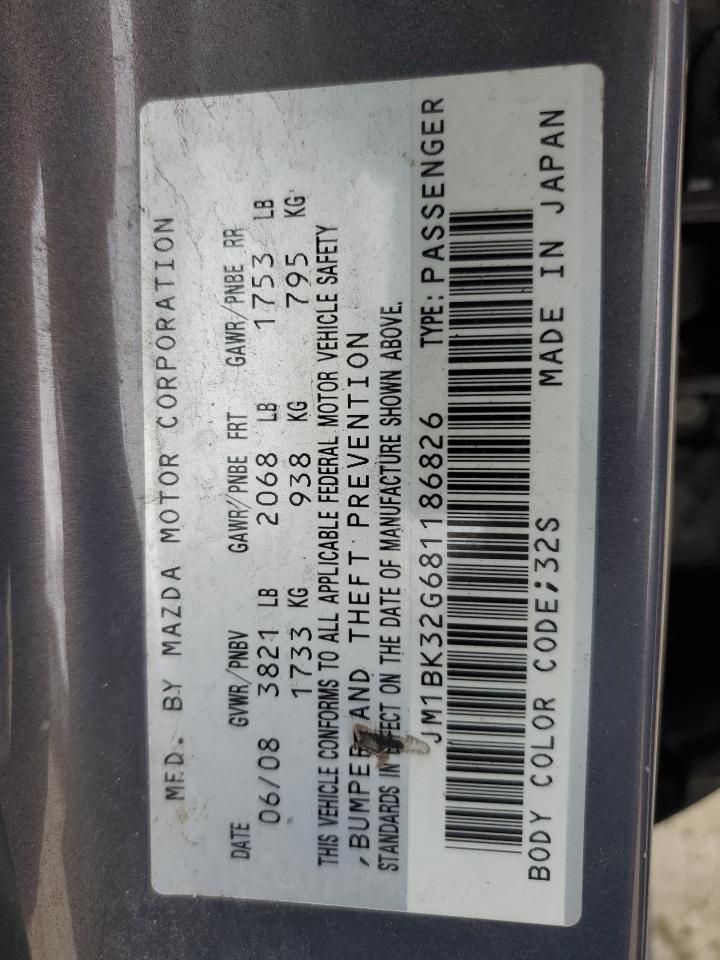 MFD. BY MAZDA MOTOR CORPORATION
DATE GVWR/PNBV GAWR/PNBE FRT GAWR/PNBE RR
06/08 3821 LB 2068 LB 1753 LB
1733 KG 938 KG 795 KG
THIS VEHICLE CONFORMS TO ALL APPLICABLE FEDERAL MOTOR VEHICLE SAFETY
,BUMPER AND THEFT PREVENTION
STANDARDS IN EFFECT ON THE DATE OF MANUFACTURE SHOWN ABOVE.
JM1BK32G681186826 TYPE:PASSENGER
BODY COLOR CODE;32S MADE IN JAPAN